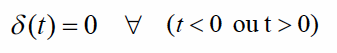 δ(t) = 0 ∀ (t < 0 ou t > 0)